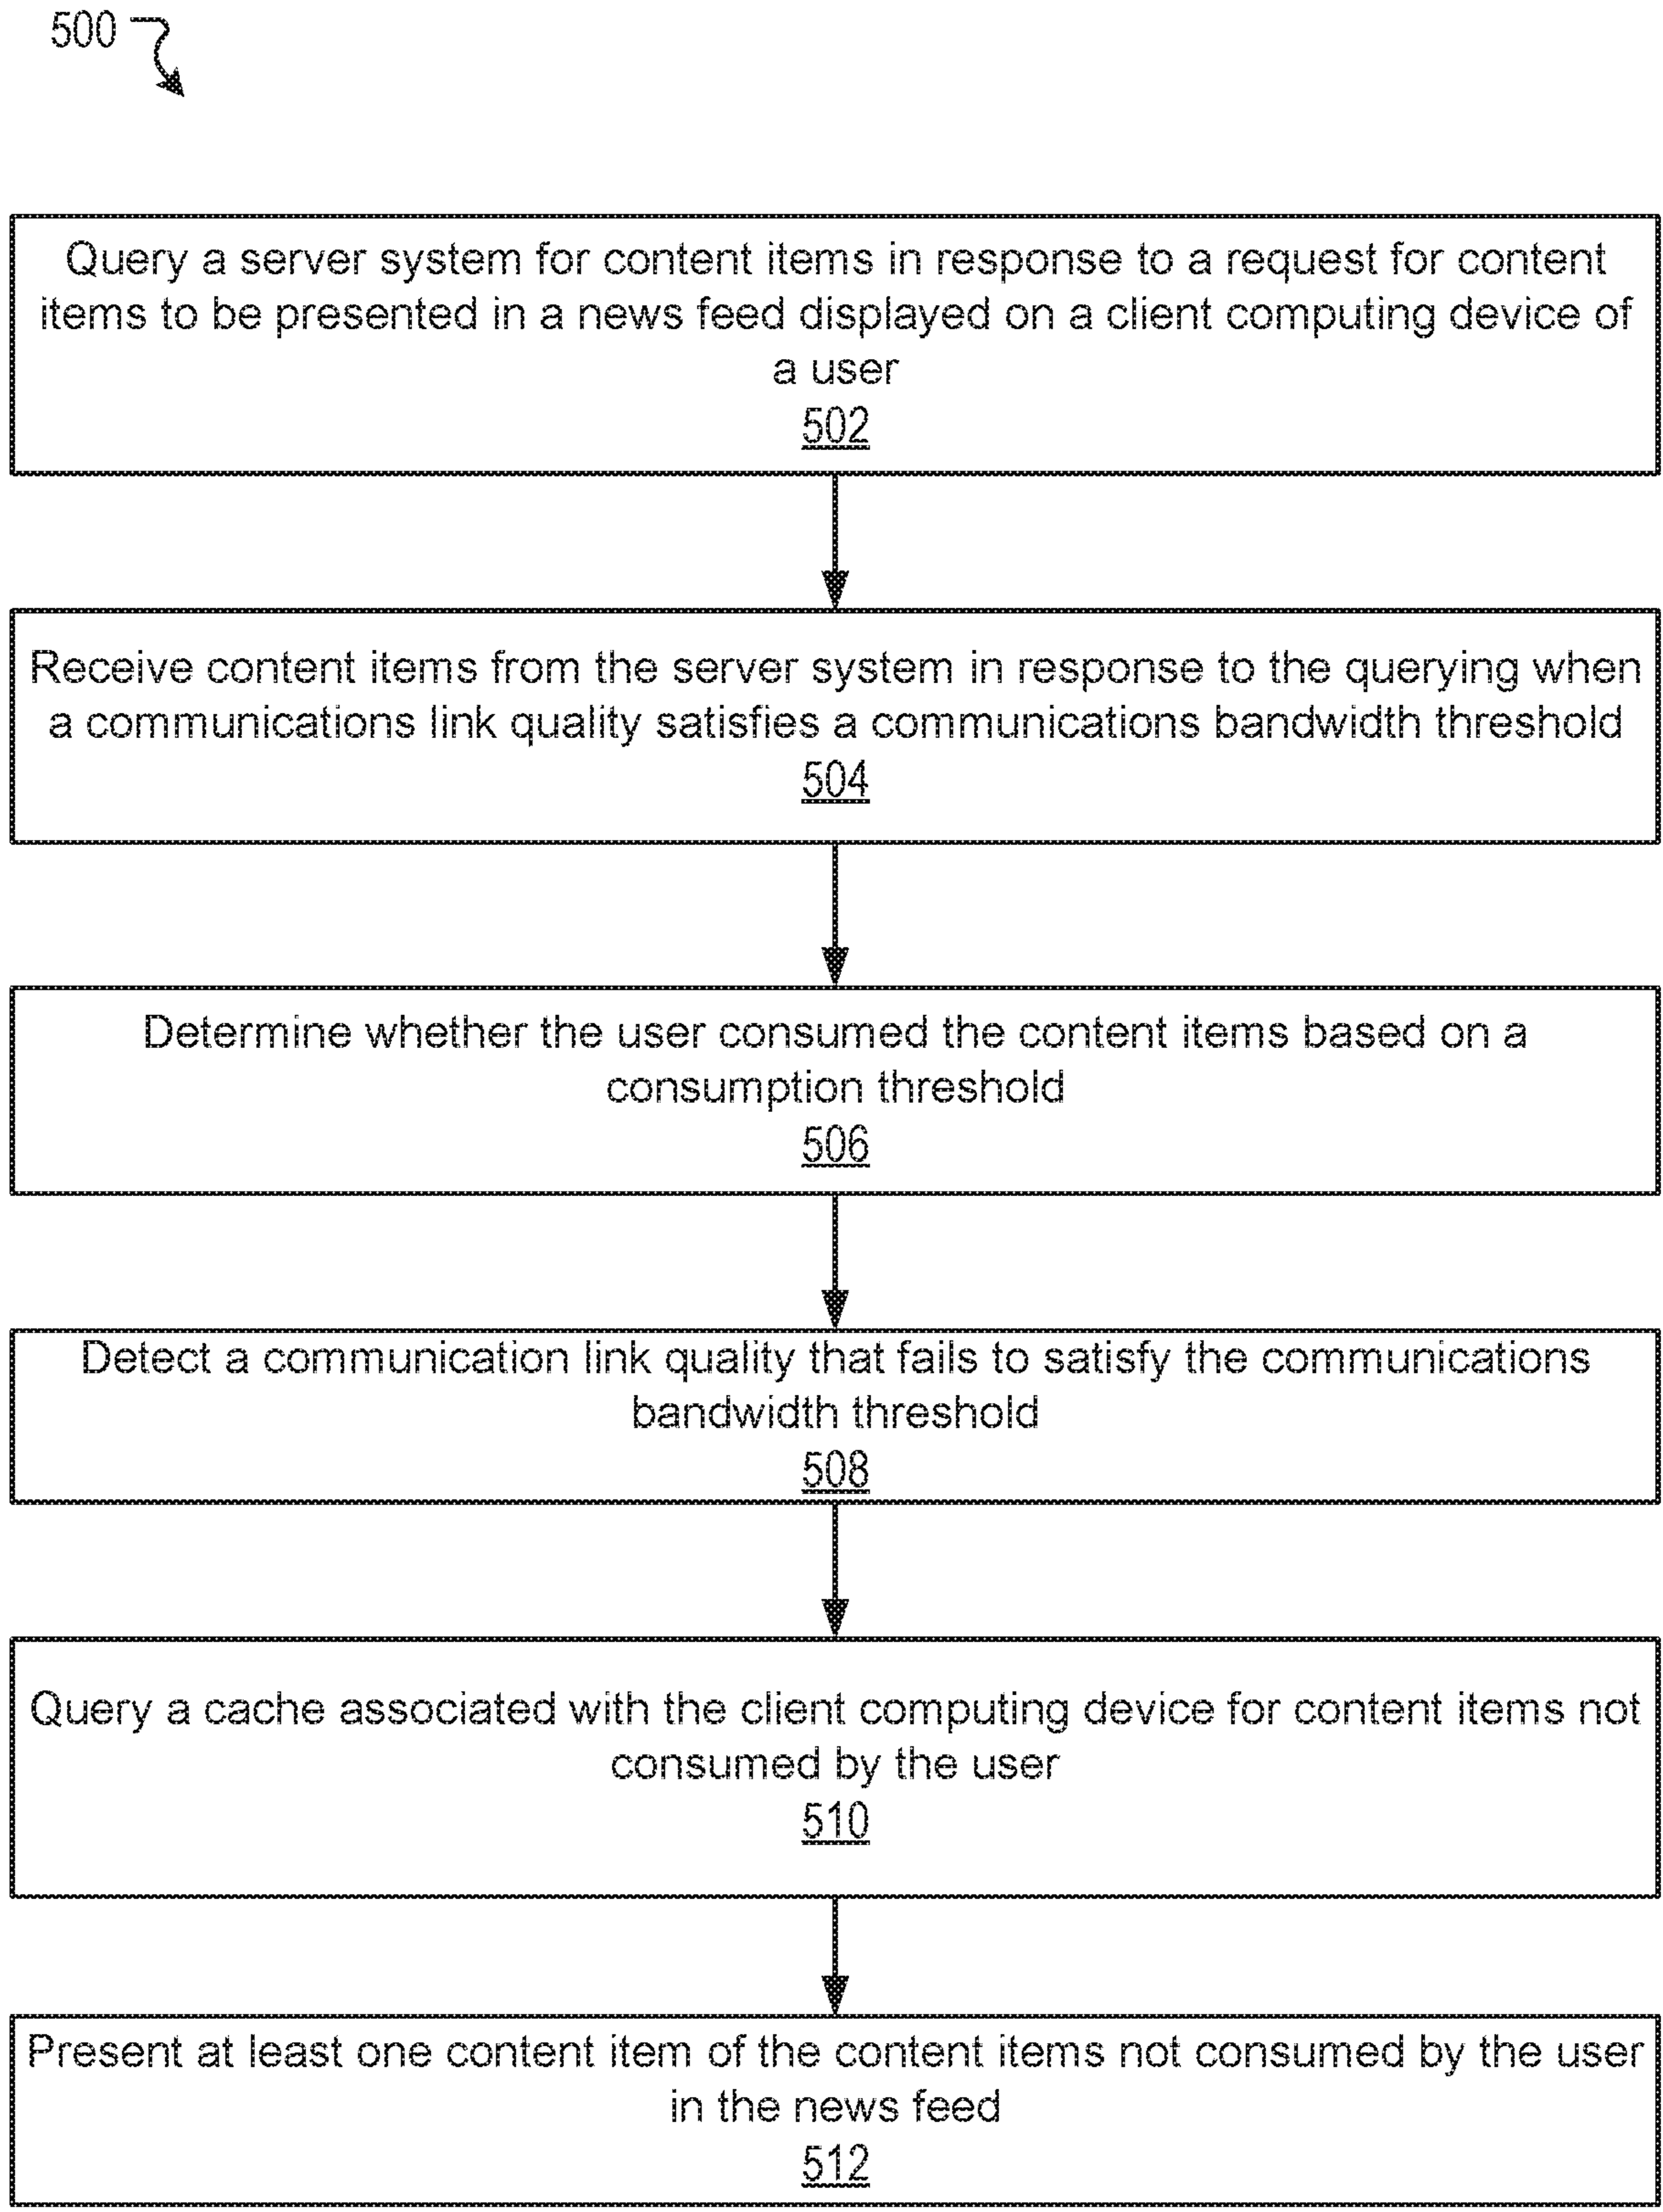 500
Query a server system for content items in response to a request for content
items to be presented in a news feed displayed on a client computing device of
a user
502
Receive content items from the server system in response to the querying when
a communications link quality satisfies a communications bandwidth threshold
504
Determine whether the user consumed the content items based on a
consumption threshold
506
Detect a communication link quality that fails to satisfy the communications
bandwidth threshold
508
Query a cache associated with the client computing device for content items not
consumed by the user
510
Present at least one content item of the content items not consumed by the user
in the news feed
512